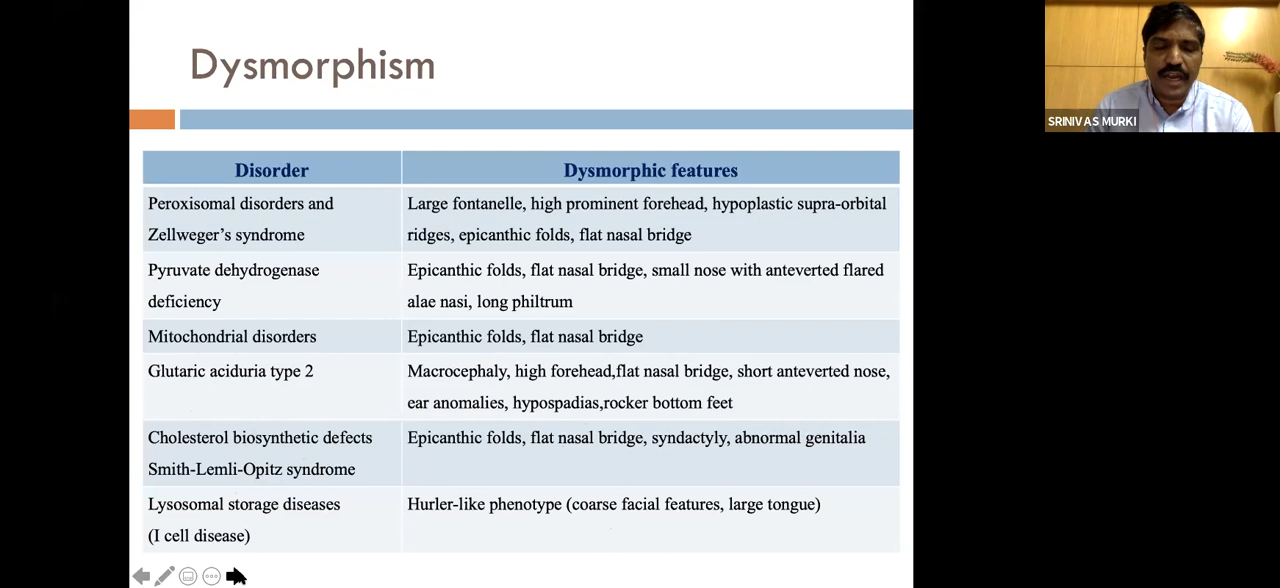 Dysmorphism
SRINIVAS MURKI
Disorder
Dysmorphic features
Peroxisomal disorders and
Zellweger's syndrome
Large fontanelle, high prominent forehead, hypoplastic supra-orbital
ridges, epicanthic folds, flat nasal bridge
Pyruvate dehydrogenase
deficiency
Epicanthic folds, flat nasal bridge, small nose with anteverted flared
alae nasi, long philtrum
Mitochondrial disorders
Epicanthic folds, flat nasal bridge
Glutaric aciduria type 2
Macrocephaly, high forehead,flat nasal bridge, short anteverted nose,
ear anomalies, hypospadias,rocker bottom feet
Cholesterol biosynthetic defects
Smith-Lemli-Opitz syndrome
Epicanthic folds, flat nasal bridge, syndactyly, abnormal genitalia
Lysosomal storage diseases
(I cell disease)
Hurler-like phenotype (coarse facial features, large tongue)